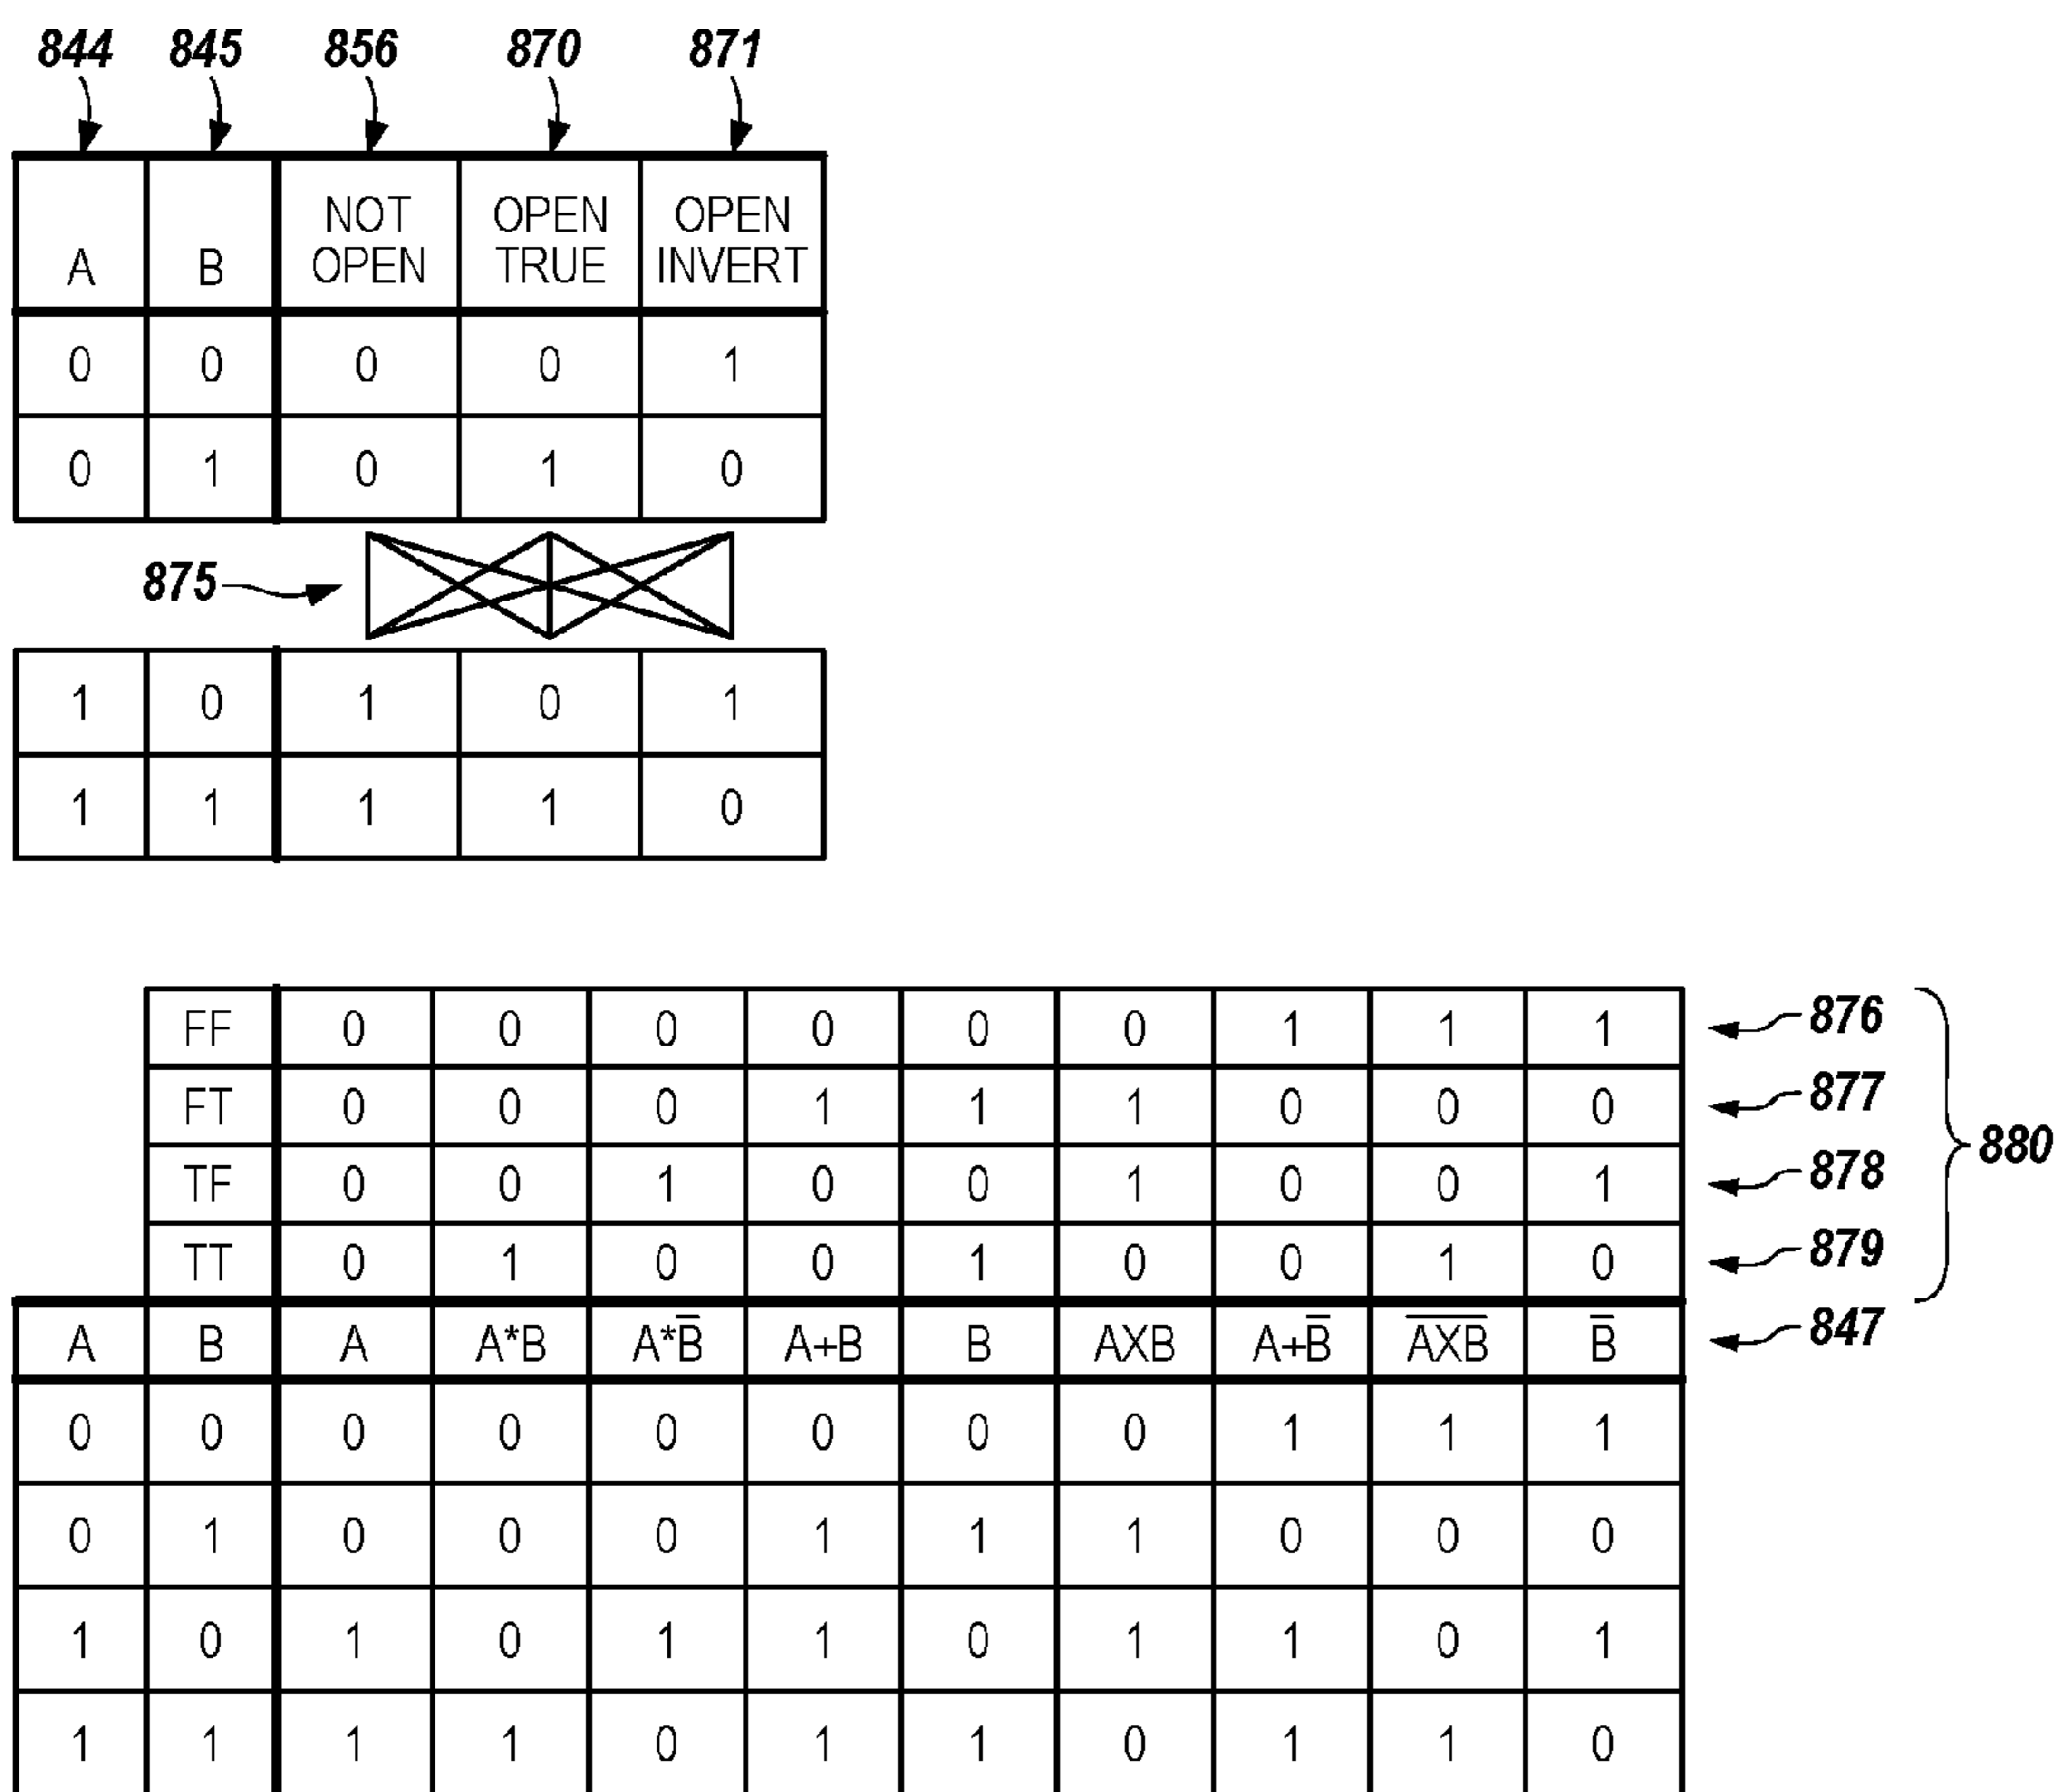 844 845 856 870 871
A B NOT OPEN OPEN TRUE OPEN INVERT
0 0 0 0 1
0 1 0 1 0
875
1 0 1 0 1
1 1 1 1 0
FF 0 0 0 0 0 0 1 1 1 876
FT 0 0 0 1 1 1 0 0 0 877
880
TF 0 0 1 0 0 1 0 0 1 878
TT 0 1 0 0 1 0 0 1 0 879
A B A A*B A*B̅ A+B B AXB A+B̅ A̅X̅B̅ B̅ 847
0 0 0 0 0 0 0 0 1 1 1
0 1 0 0 0 1 1 1 0 0 0
1 0 1 0 1 1 0 1 1 0 1
1 1 1 1 0 1 1 0 1 1 0